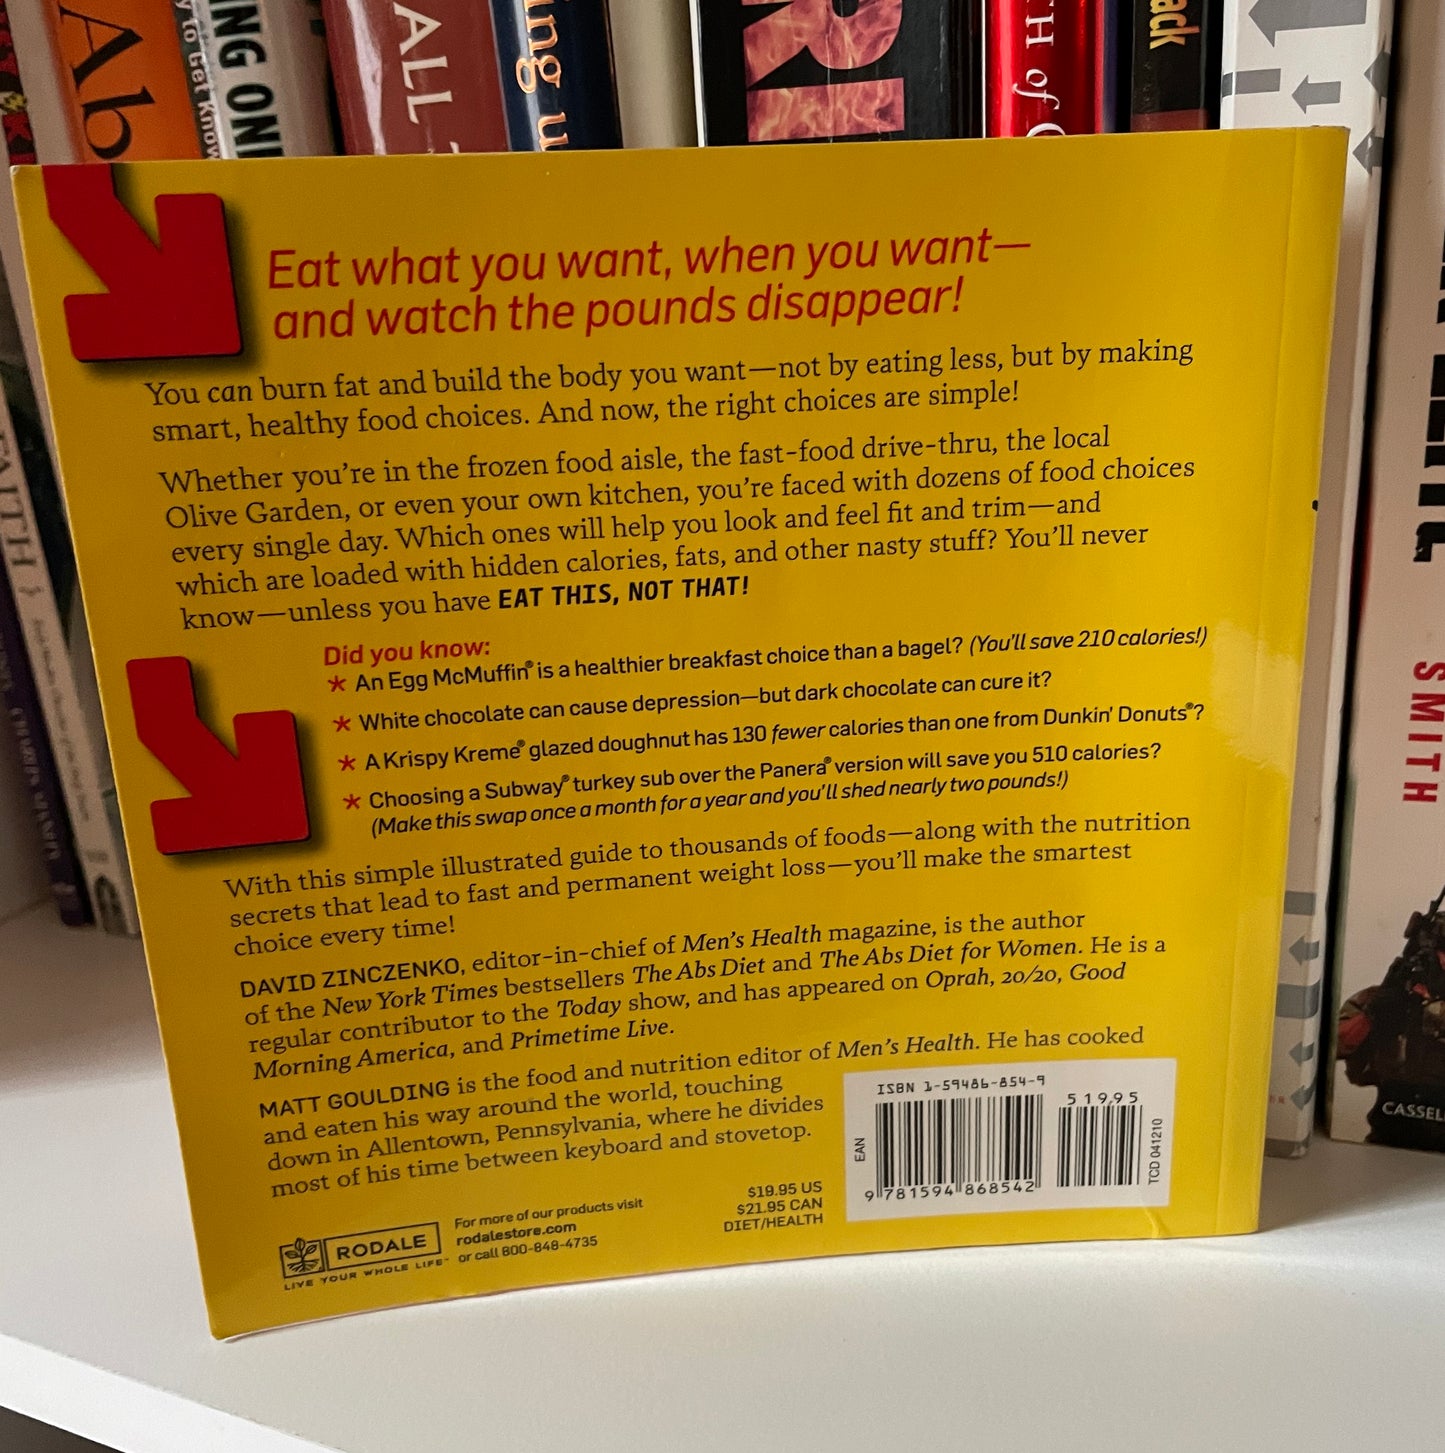 Ab
y to Get Know
NG ONE
ALL
ing u
RI
TH of
ack
Eat what you want, when you want—
and watch the pounds disappear!
You can burn fat and build the body you want—not by eating less, but by making
smart, healthy food choices. And now, the right choices are simple!
Whether you're in the frozen food aisle, the fast-food drive-thru, the local
Olive Garden, or even your own kitchen, you're faced with dozens of food choices
every single day. Which ones will help you look and feel fit and trim—and
which are loaded with hidden calories, fats, and other nasty stuff? You'll never
know—unless you have EAT THIS, NOT THAT!
Did you know:
* An Egg McMuffin® is a healthier breakfast choice than a bagel? (You'll save 210 calories!)
* White chocolate can cause depression—but dark chocolate can cure it?
* A Krispy Kreme® glazed doughnut has 130 fewer calories than one from Dunkin' Donuts®?
* Choosing a Subway® turkey sub over the Panera® version will save you 510 calories?
(Make this swap once a month for a year and you'll shed nearly two pounds!)
With this simple illustrated guide to thousands of foods—along with the nutrition
secrets that lead to fast and permanent weight loss—you'll make the smartest
choice every time!
DAVID ZINCZENKO, editor-in-chief of Men's Health magazine, is the author
of the New York Times bestsellers The Abs Diet and The Abs Diet for Women. He is a
regular contributor to the Today show, and has appeared on Oprah, 20/20, Good
Morning America, and Primetime Live.
MATT GOULDING is the food and nutrition editor of Men's Health. He has cooked
and eaten his way around the world, touching
down in Allentown, Pennsylvania, where he divides
most of his time between keyboard and stovetop.
ISBN 1-59486-854-9
51995
EAN
9 781594 868542
TCD 041210
$19.95 US
$21.95 CAN
DIET/HEALTH
RODALE
LIVE YOUR WHOLE LIFE™
For more of our products visit
rodalestore.com
or call 800-848-4735
SMITH
CASSEL